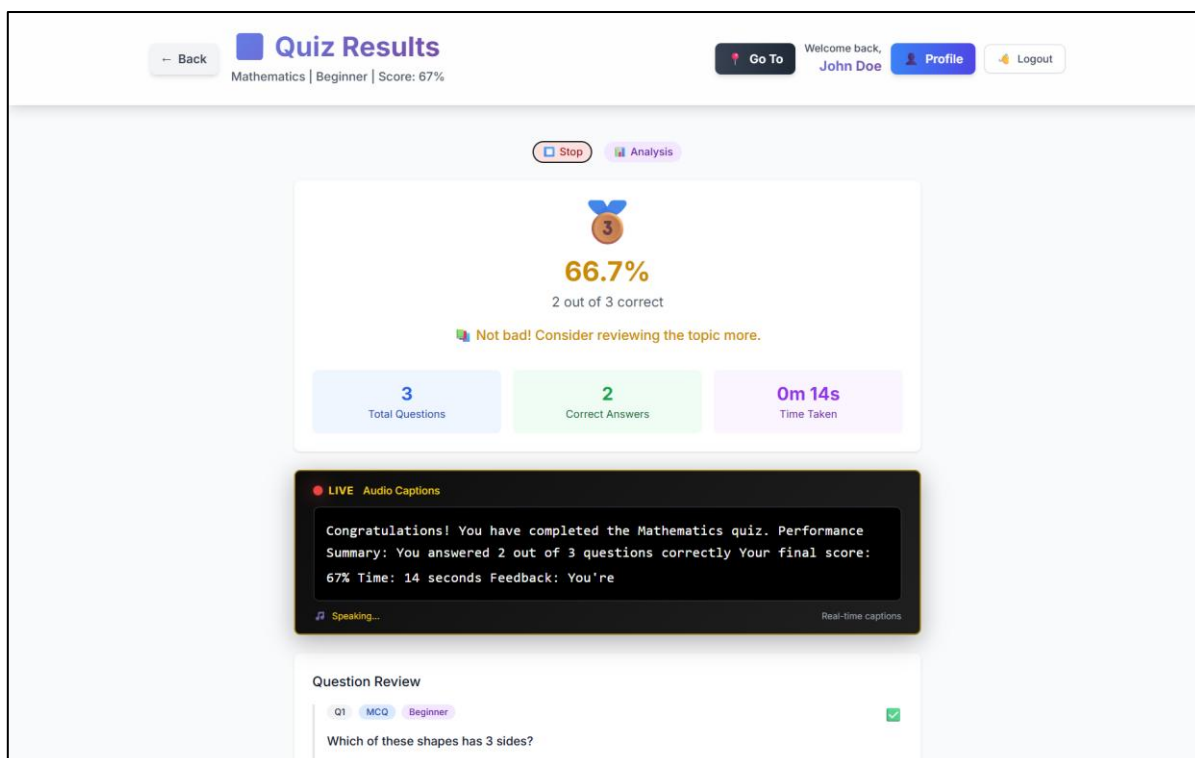 ← Back
Quiz Results
Mathematics | Beginner | Score: 67%
Go To
Welcome back,
John Doe
Profile
Logout
Stop
Analysis
3
66.7%
2 out of 3 correct
Not bad! Consider reviewing the topic more.
3
Total Questions
2
Correct Answers
0m 14s
Time Taken
LIVE Audio Captions
Congratulations! You have completed the Mathematics quiz. Performance
Summary: You answered 2 out of 3 questions correctly Your final score:
67% Time: 14 seconds Feedback: You're
Speaking...
Real-time captions
Question Review
Q1 MCQ Beginner
Which of these shapes has 3 sides?